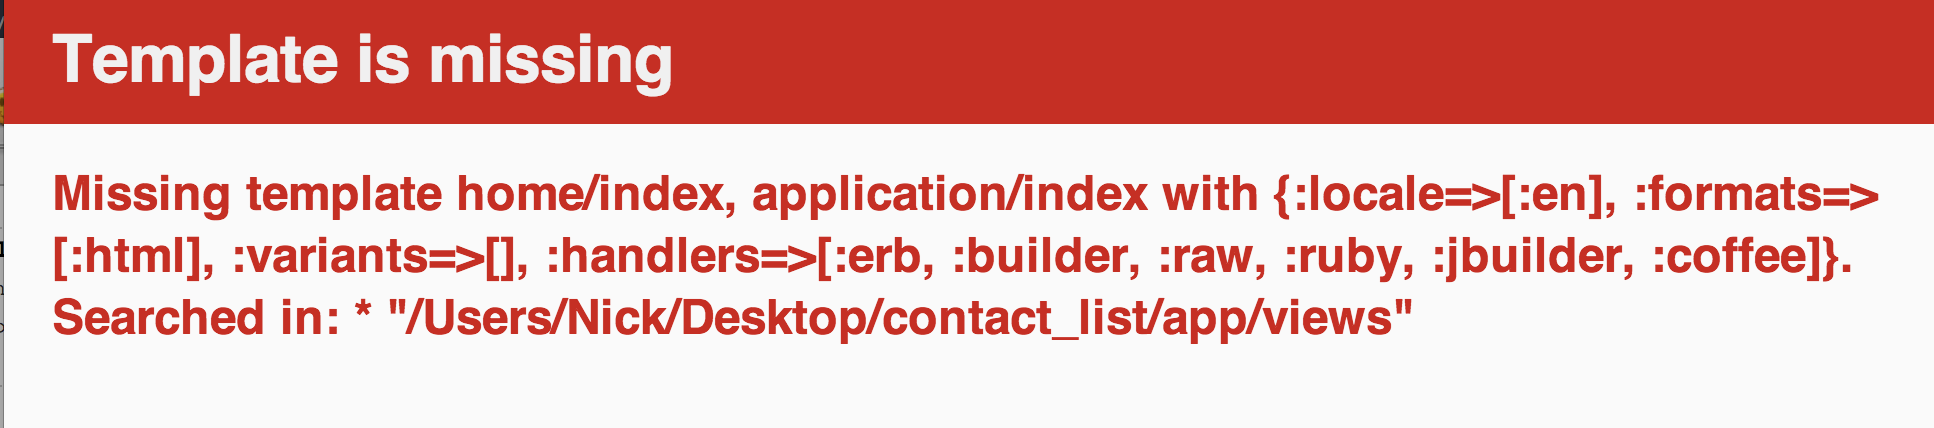 Template is missing
Missing template home/index, application/index with {:locale=>[:en], :formats=>
[:html], :variants=>[], :handlers=>[:erb, :builder, :raw, :ruby, :jbuilder, :coffee]}.
Searched in: * "/Users/Nick/Desktop/contact_list/app/views"